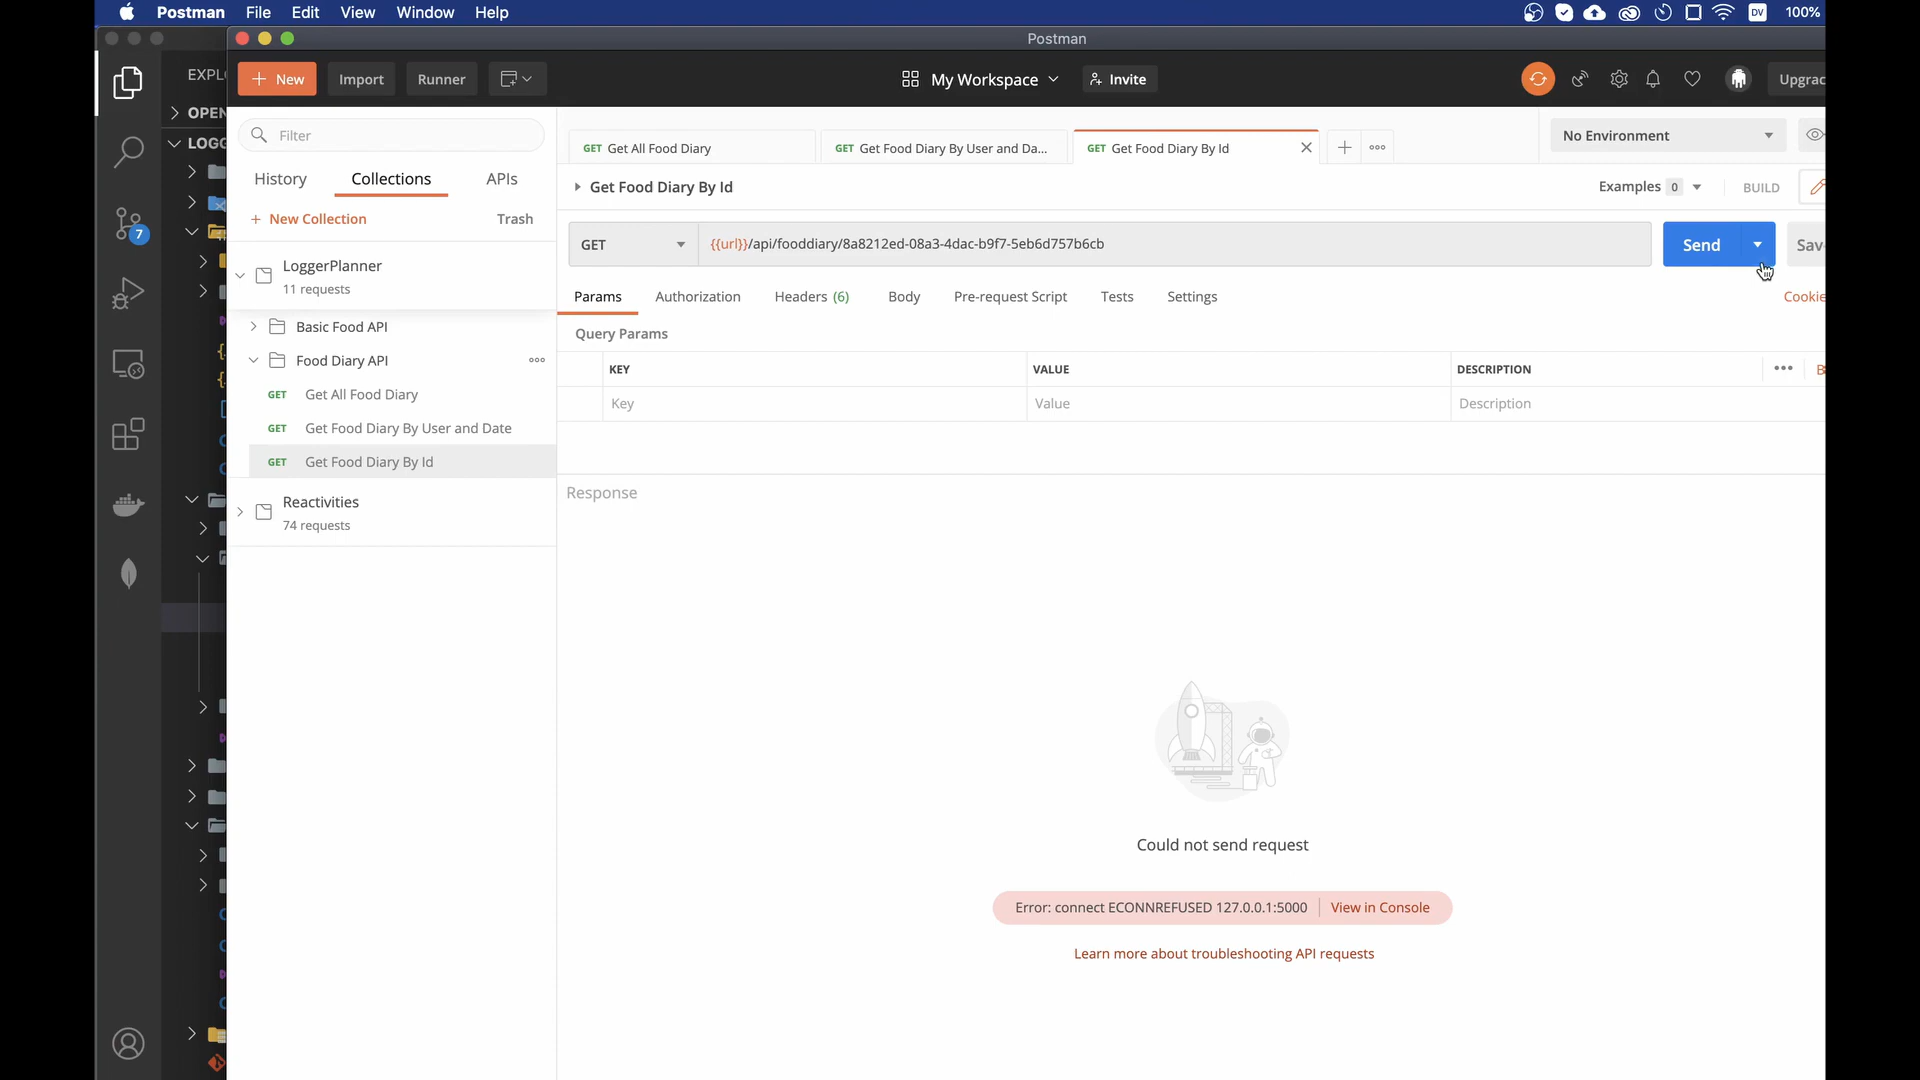 Postman File Edit View Window Help
DV 100%
Postman
EXPL
OPEN
LOGG
7
New Import Runner
My Workspace Invite
Upgrac
Filter
History Collections APIs
+ New Collection Trash
LoggerPlanner
11 requests
Basic Food API
Food Diary API
GET Get All Food Diary
GET Get Food Diary By User and Date
GET Get Food Diary By Id
Reactivities
74 requests
GET Get All Food Diary
GET Get Food Diary By User and Da...
GET Get Food Diary By Id
No Environment
Get Food Diary By Id
Examples 0 BUILD
GET {{url}}/api/fooddiary/8a8212ed-08a3-4dac-b9f7-5eb6d757b6cb
Send Sav
Params Authorization Headers (6) Body Pre-request Script Tests Settings Cookie
Query Params
KEY VALUE DESCRIPTION
Key Value Description
Response
Could not send request
Error: connect ECONNREFUSED 127.0.0.1:5000 View in Console
Learn more about troubleshooting API requests